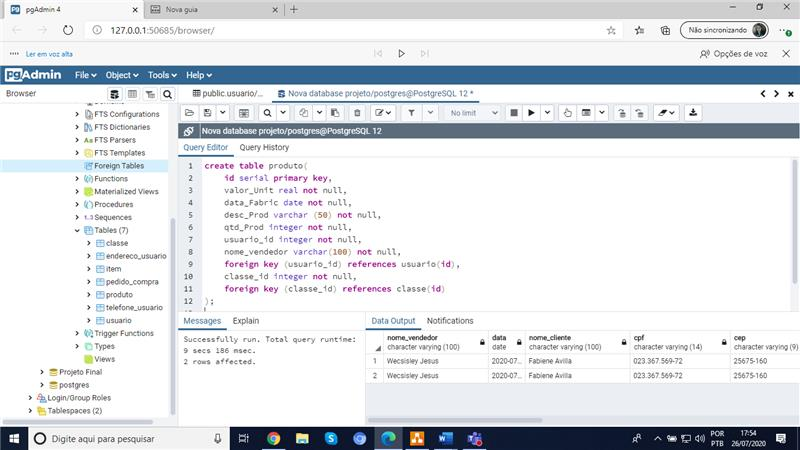 pgAdmin 4
Nova guia
127.0.0.1:50685/browser/
Não sincronizando
Ler em voz alta
Opções de voz
pgAdmin
File
Object
Tools
Help
Browser
public.usuario/...
Nova database projeto/postgres@PostgreSQL 12 *
No limit
Nova database projeto/postgres@PostgreSQL 12
Query Editor
Query History
FTS Configurations
FTS Dictionaries
FTS Parsers
FTS Templates
Foreign Tables
Functions
Materialized Views
Procedures
1..3 Sequences
Tables (7)
classe
endereco_usuario
item
pedido_compra
produto
telefone_usuario
usuario
Trigger Functions
Types
Views
Projeto Final
postgres
Login/Group Roles
Tablespaces (2)
1 create table produto(
2 id serial primary key,
3 valor_Unit real not null,
4 data_Fabric date not null,
5 desc_Prod varchar (50) not null,
6 qtd_Prod integer not null,
7 usuario_id integer not null,
8 nome_vendedor varchar(100) not null,
9 foreign key (usuario_id) references usuario(id),
10 classe_id integer not null,
11 foreign key (classe_id) references classe(id)
12 );
Messages
Explain
Successfully run. Total query runtime:
9 secs 186 msec.
2 rows affected.
Data Output
Notifications
nome_vendedor character varying (100)
data date
nome_cliente character varying (100)
cpf character varying (14)
cep character varying (9)
1 Wecsisley Jesus 2020-07... Fabiene Avilla 023.367.569-72 25675-160
2 Wecsisley Jesus 2020-07... Fabiene Avilla 023.367.569-72 25675-160
Digite aqui para pesquisar
POR
PTB
17:54
26/07/2020